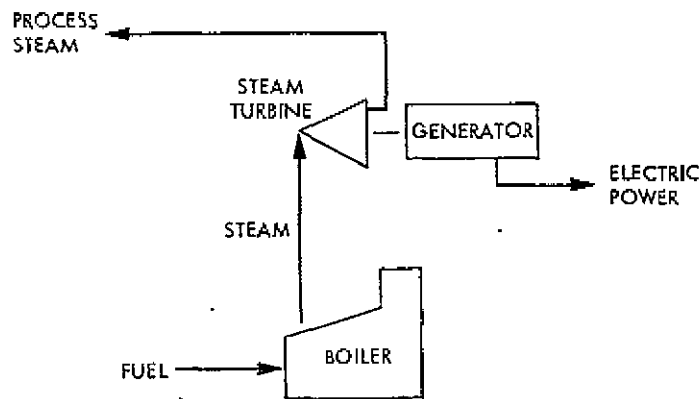 PROCESS
STEAM
STEAM
TURBINE
GENERATOR
ELECTRIC
POWER
STEAM
BOILER
FUEL